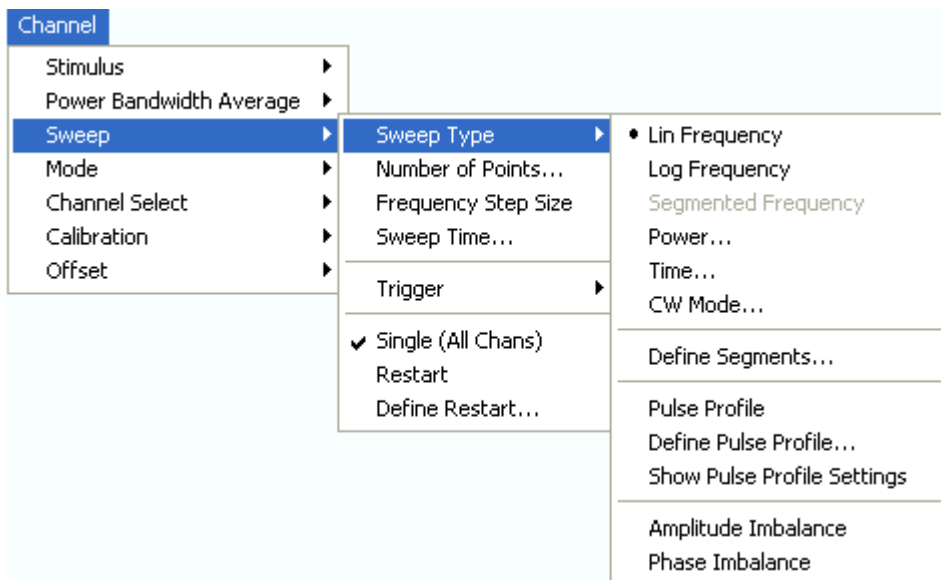 Channel
Stimulus
Power Bandwidth Average
Sweep
Mode
Channel Select
Calibration
Offset
Sweep Type
Number of Points...
Frequency Step Size
Sweep Time...
Trigger
Single (All Chans)
Restart
Define Restart...
Lin Frequency
Log Frequency
Segmented Frequency
Power...
Time...
CW Mode...
Define Segments...
Pulse Profile
Define Pulse Profile...
Show Pulse Profile Settings
Amplitude Imbalance
Phase Imbalance